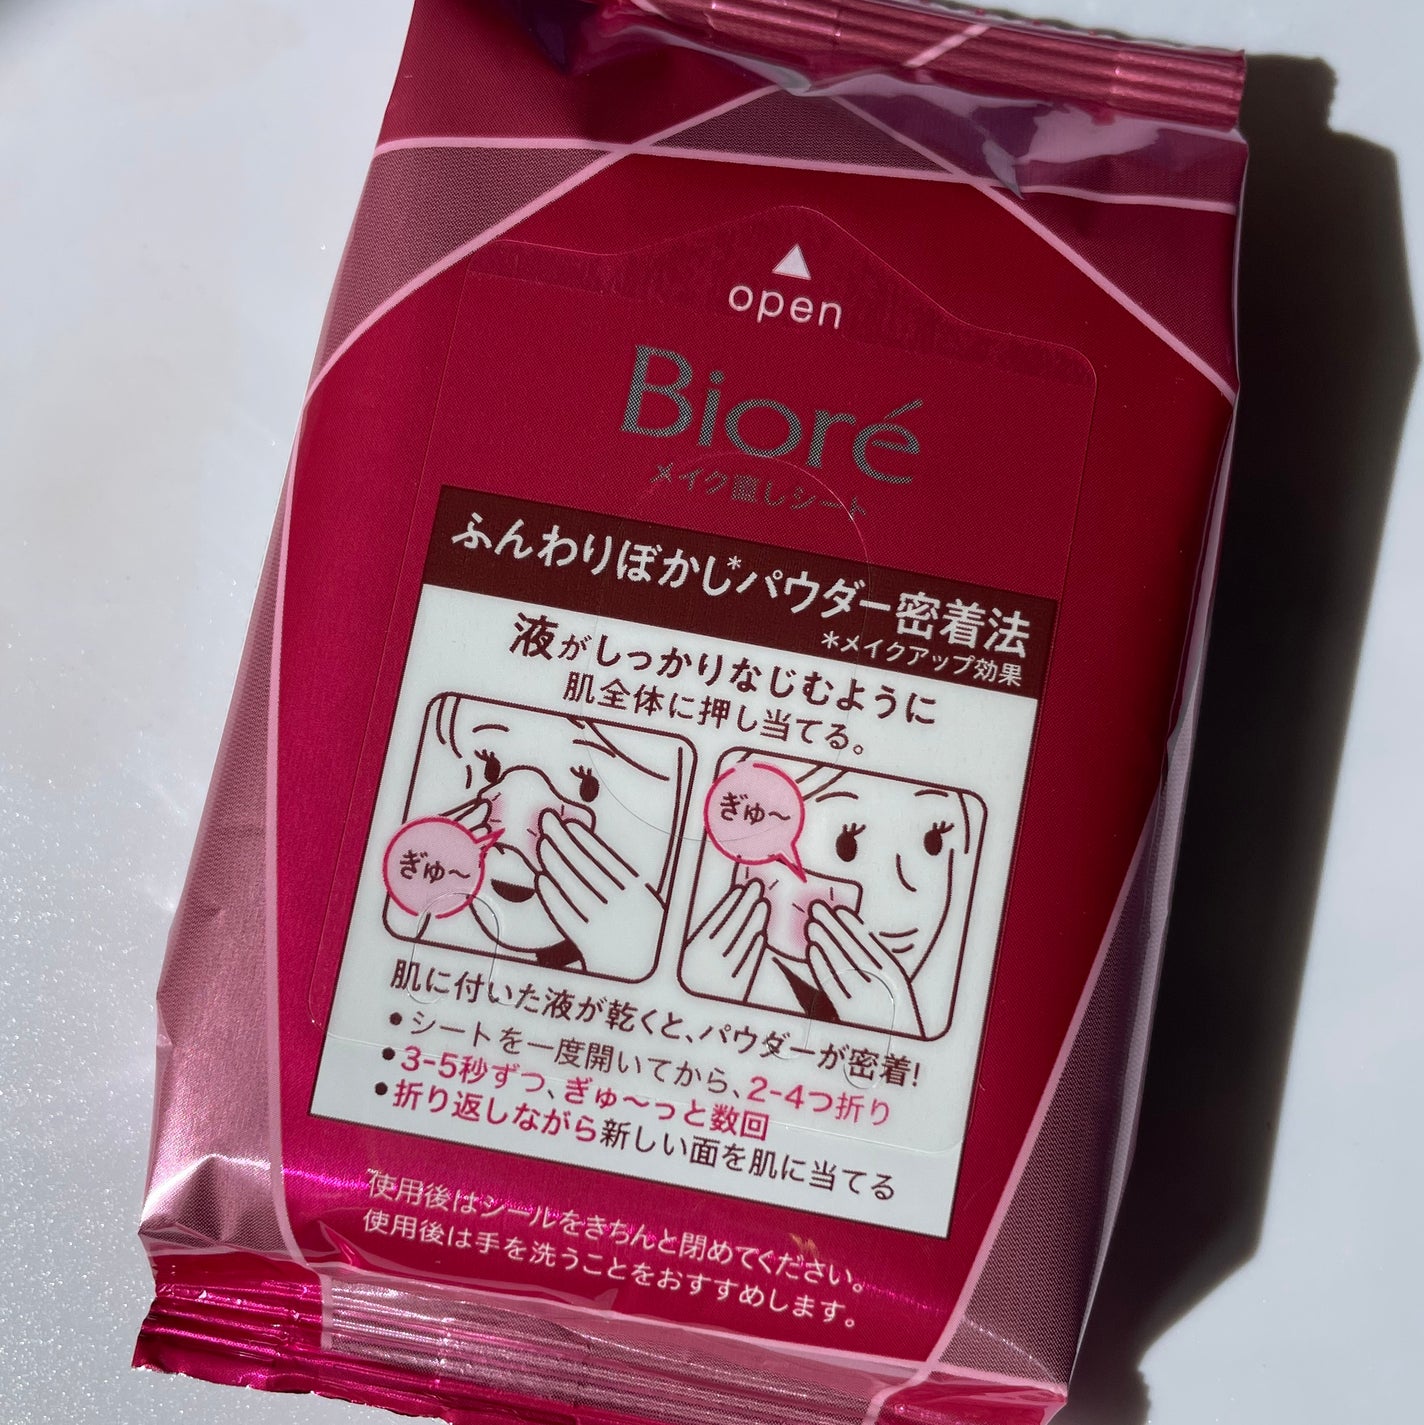 open
Bioré
メイク直しシート
ふんわりぼかし*パウダー密着法
*メイクアップ効果
液がしっかりなじむように
肌全体に押し当てる。
ぎゅ～
ぎゅ～
肌に付いた液が乾くと、パウダーが密着!
•シートを一度開いてから、2-4つ折り
•3-5秒ずつ、ぎゅ～っと数回
•折り返しながら新しい面を肌に当てる
使用後はシールをきちんと閉めてください。
使用後は手を洗うことをおすすめします。